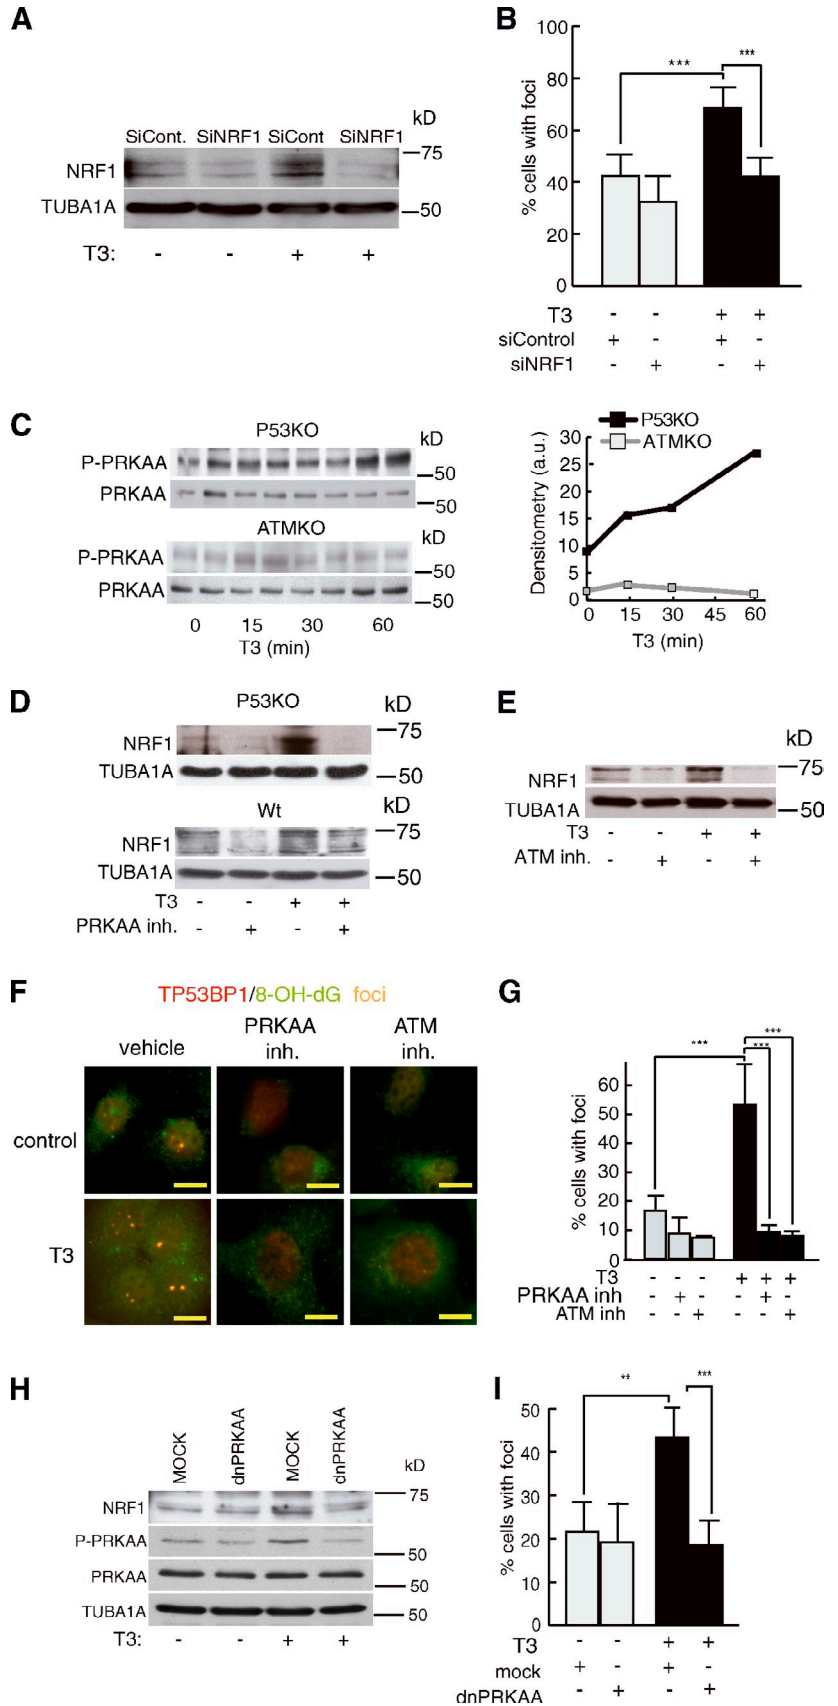 A
SiCont. SiNRF1 SiCont SiNRF1 kD
NRF1 75
TUBA1A 50
T3: - - + +
B
% cells with foci
100
80
60
40
20
0
***
***
T3 - - + +
siControl + - + -
siNRF1 - + - +
C
P53KO
kD
P-PRKAA 50
PRKAA 50
ATMKO
kD
P-PRKAA 50
PRKAA 50
0 15 30 60
T3 (min)
P53KO
ATMKO
Densitometry (a.u.)
30
25
20
15
10
5
0
0 15 30 45 60
T3 (min)
D
P53KO kD
NRF1 75
TUBA1A 50
Wt kD
NRF1 75
TUBA1A 50
T3 - - + +
PRKAA inh. - + - +
E
kD
NRF1 75
TUBA1A 50
T3 - - + +
ATM inh. - + - +
F
TP53BP1/8-OH-dG foci
vehicle PRKAA inh. ATM inh.
control
T3
G
% cells with foci
60
50
40
30
20
10
0
***
***
***
T3 - - - + + +
PRKAA inh - + - - + -
ATM inh - - + - - +
H
MOCK dnPRKAA MOCK dnPRKAA
kD
NRF1 75
P-PRKAA 50
PRKAA 50
TUBA1A 50
T3: - - + +
I
% cells with foci
50
40
30
20
10
0
**
***
T3 - - + +
mock + - + -
dnPRKAA - + - +